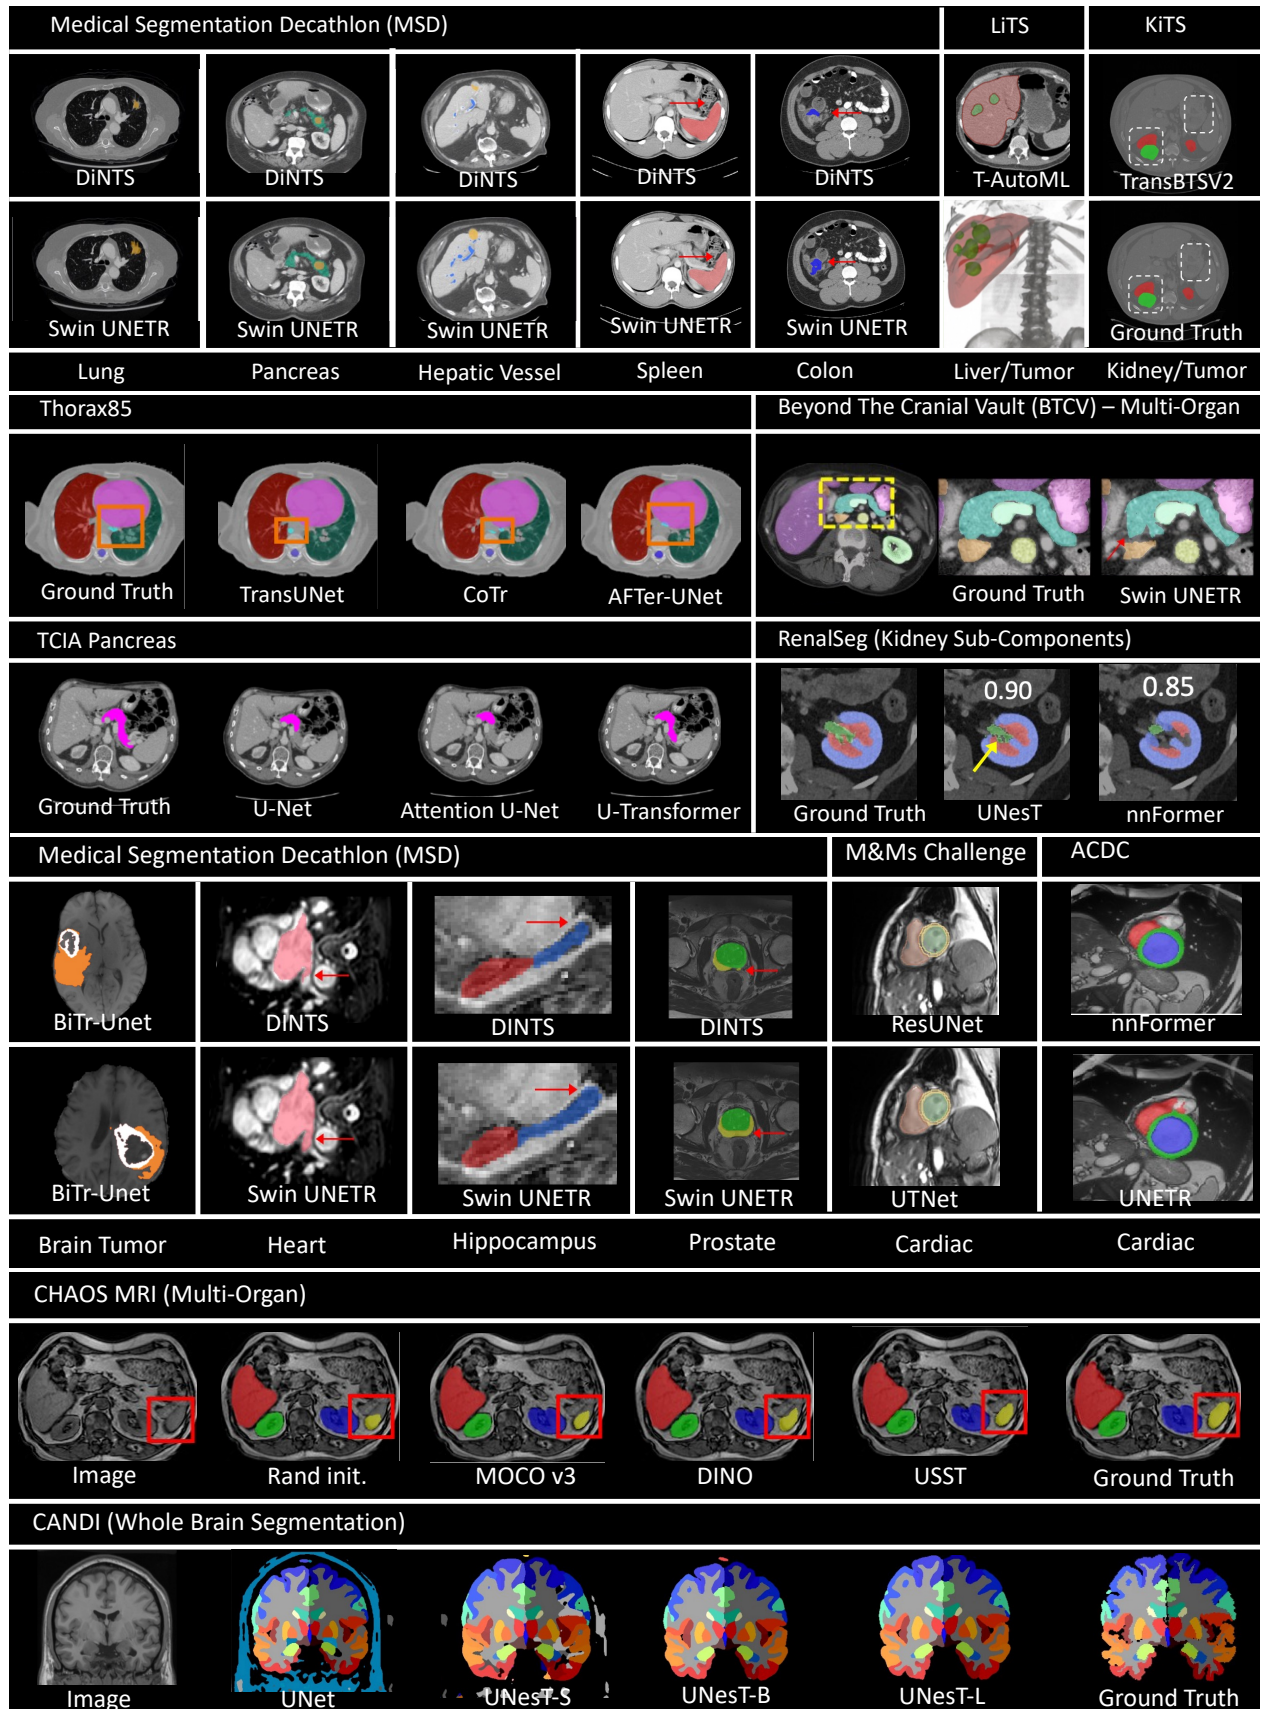 Medical Segmentation Decathlon (MSD)
LiTS
KiTS
DiNTS
DiNTS
DiNTS
DiNTS
DiNTS
T-AutoML
TransBTSV2
Swin UNETR
Swin UNETR
Swin UNETR
Swin UNETR
Swin UNETR
Ground Truth
Lung
Pancreas
Hepatic Vessel
Spleen
Colon
Liver/Tumor
Kidney/Tumor
Thorax85
Beyond The Cranial Vault (BTCV) – Multi-Organ
Ground Truth
TransUNet
CoTr
AFTer-UNet
Ground Truth
Swin UNETR
TCIA Pancreas
RenalSeg (Kidney Sub-Components)
0.90
0.85
Ground Truth
U-Net
Attention U-Net
U-Transformer
Ground Truth
UNesT
nnFormer
Medical Segmentation Decathlon (MSD)
M&Ms Challenge
ACDC
BiTr-Unet
DINTS
DINTS
DINTS
ResUNet
nnFormer
BiTr-Unet
Swin UNETR
Swin UNETR
Swin UNETR
UTNet
UNETR
Brain Tumor
Heart
Hippocampus
Prostate
Cardiac
Cardiac
CHAOS MRI (Multi-Organ)
Image
Rand init.
MOCO v3
DINO
USST
Ground Truth
CANDI (Whole Brain Segmentation)
Image
UNet
UNesT-S
UNesT-B
UNesT-L
Ground Truth